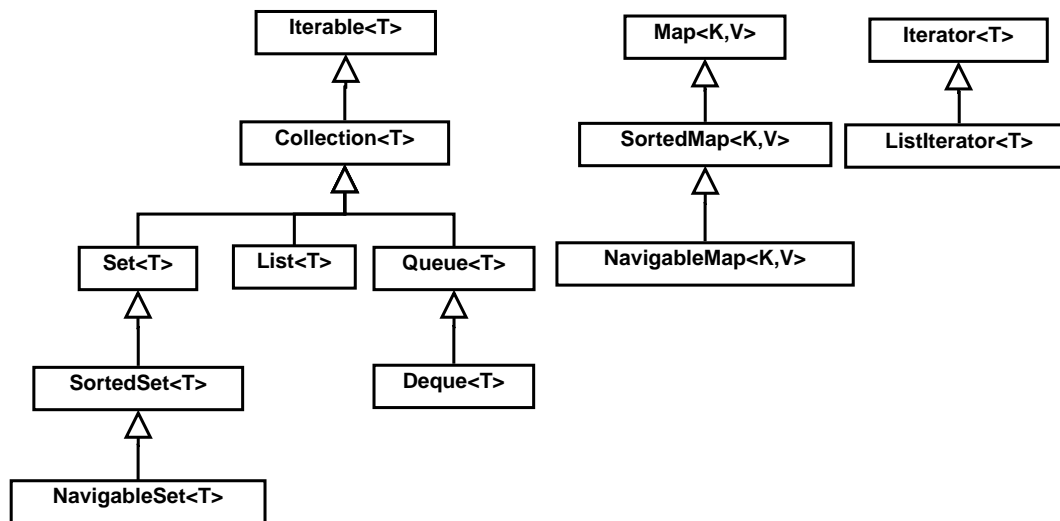 Iterable<T>
Map<K,V>
Iterator<T>
Collection<T>
SortedMap<K,V>
ListIterator<T>
Set<T>
List<T>
Queue<T>
NavigableMap<K,V>
SortedSet<T>
Deque<T>
NavigableSet<T>